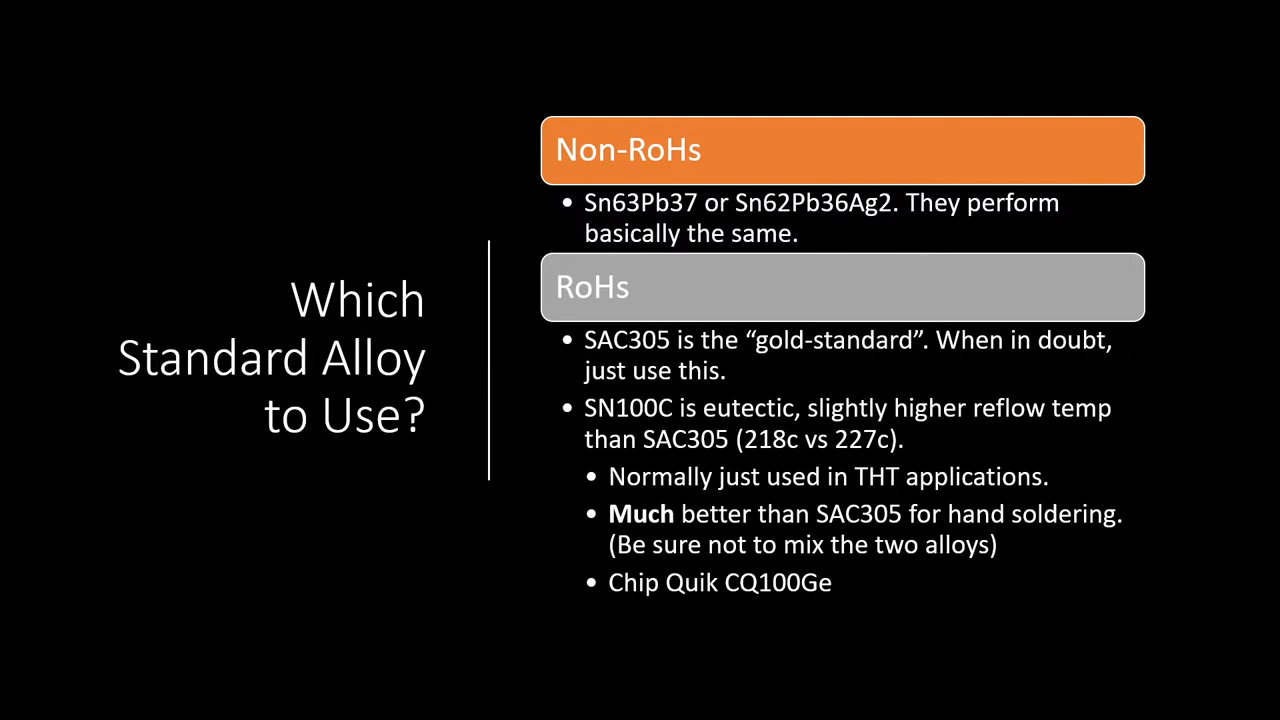 Which
Standard Alloy
to Use?
Non-RoHs
• Sn63Pb37 or Sn62Pb36Ag2. They perform
basically the same.
RoHs
• SAC305 is the “gold-standard”. When in doubt,
just use this.
• SN100C is eutectic, slightly higher reflow temp
than SAC305 (218c vs 227c).
• Normally just used in THT applications.
• Much better than SAC305 for hand soldering.
(Be sure not to mix the two alloys)
• Chip Quik CQ100Ge